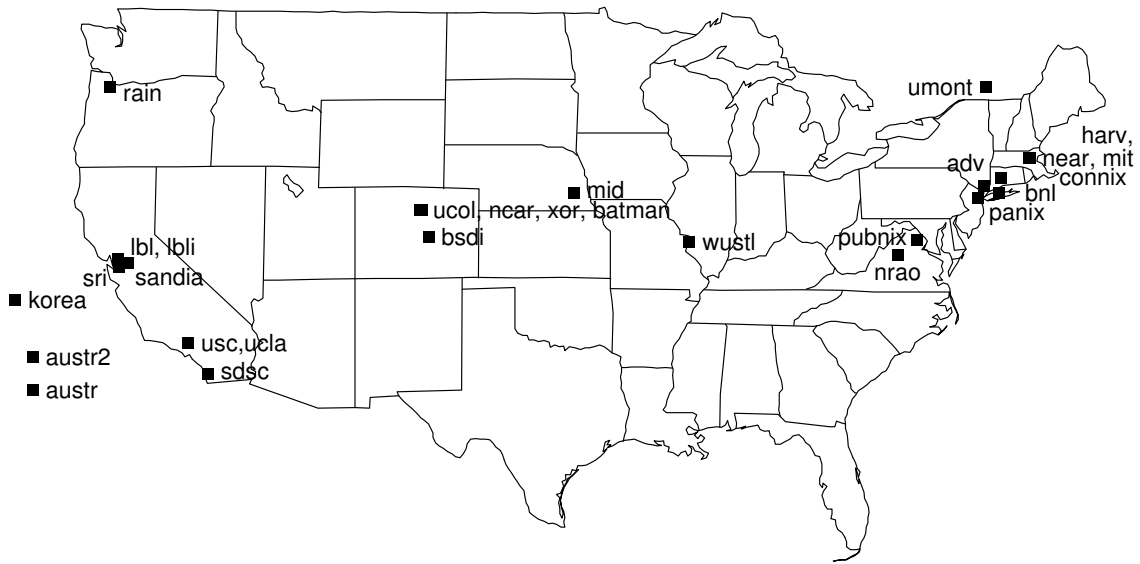 umont
rain
harv,
near, mit
adv
connix
mid
bnl
ucol, ncar, xor, batman
panix
bsdi
wustl
pubnix
lbl, lbli
nrao
sri
sandia
korea
usc,ucla
austr2
sdsc
austr